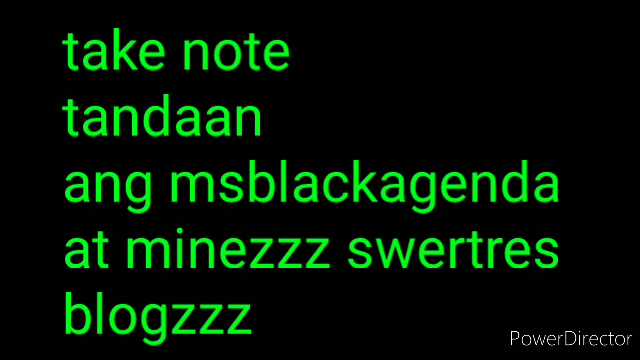 take note
tandaan
ang msblackagenda
at minezzz swertres
blogzzz
PowerDirector